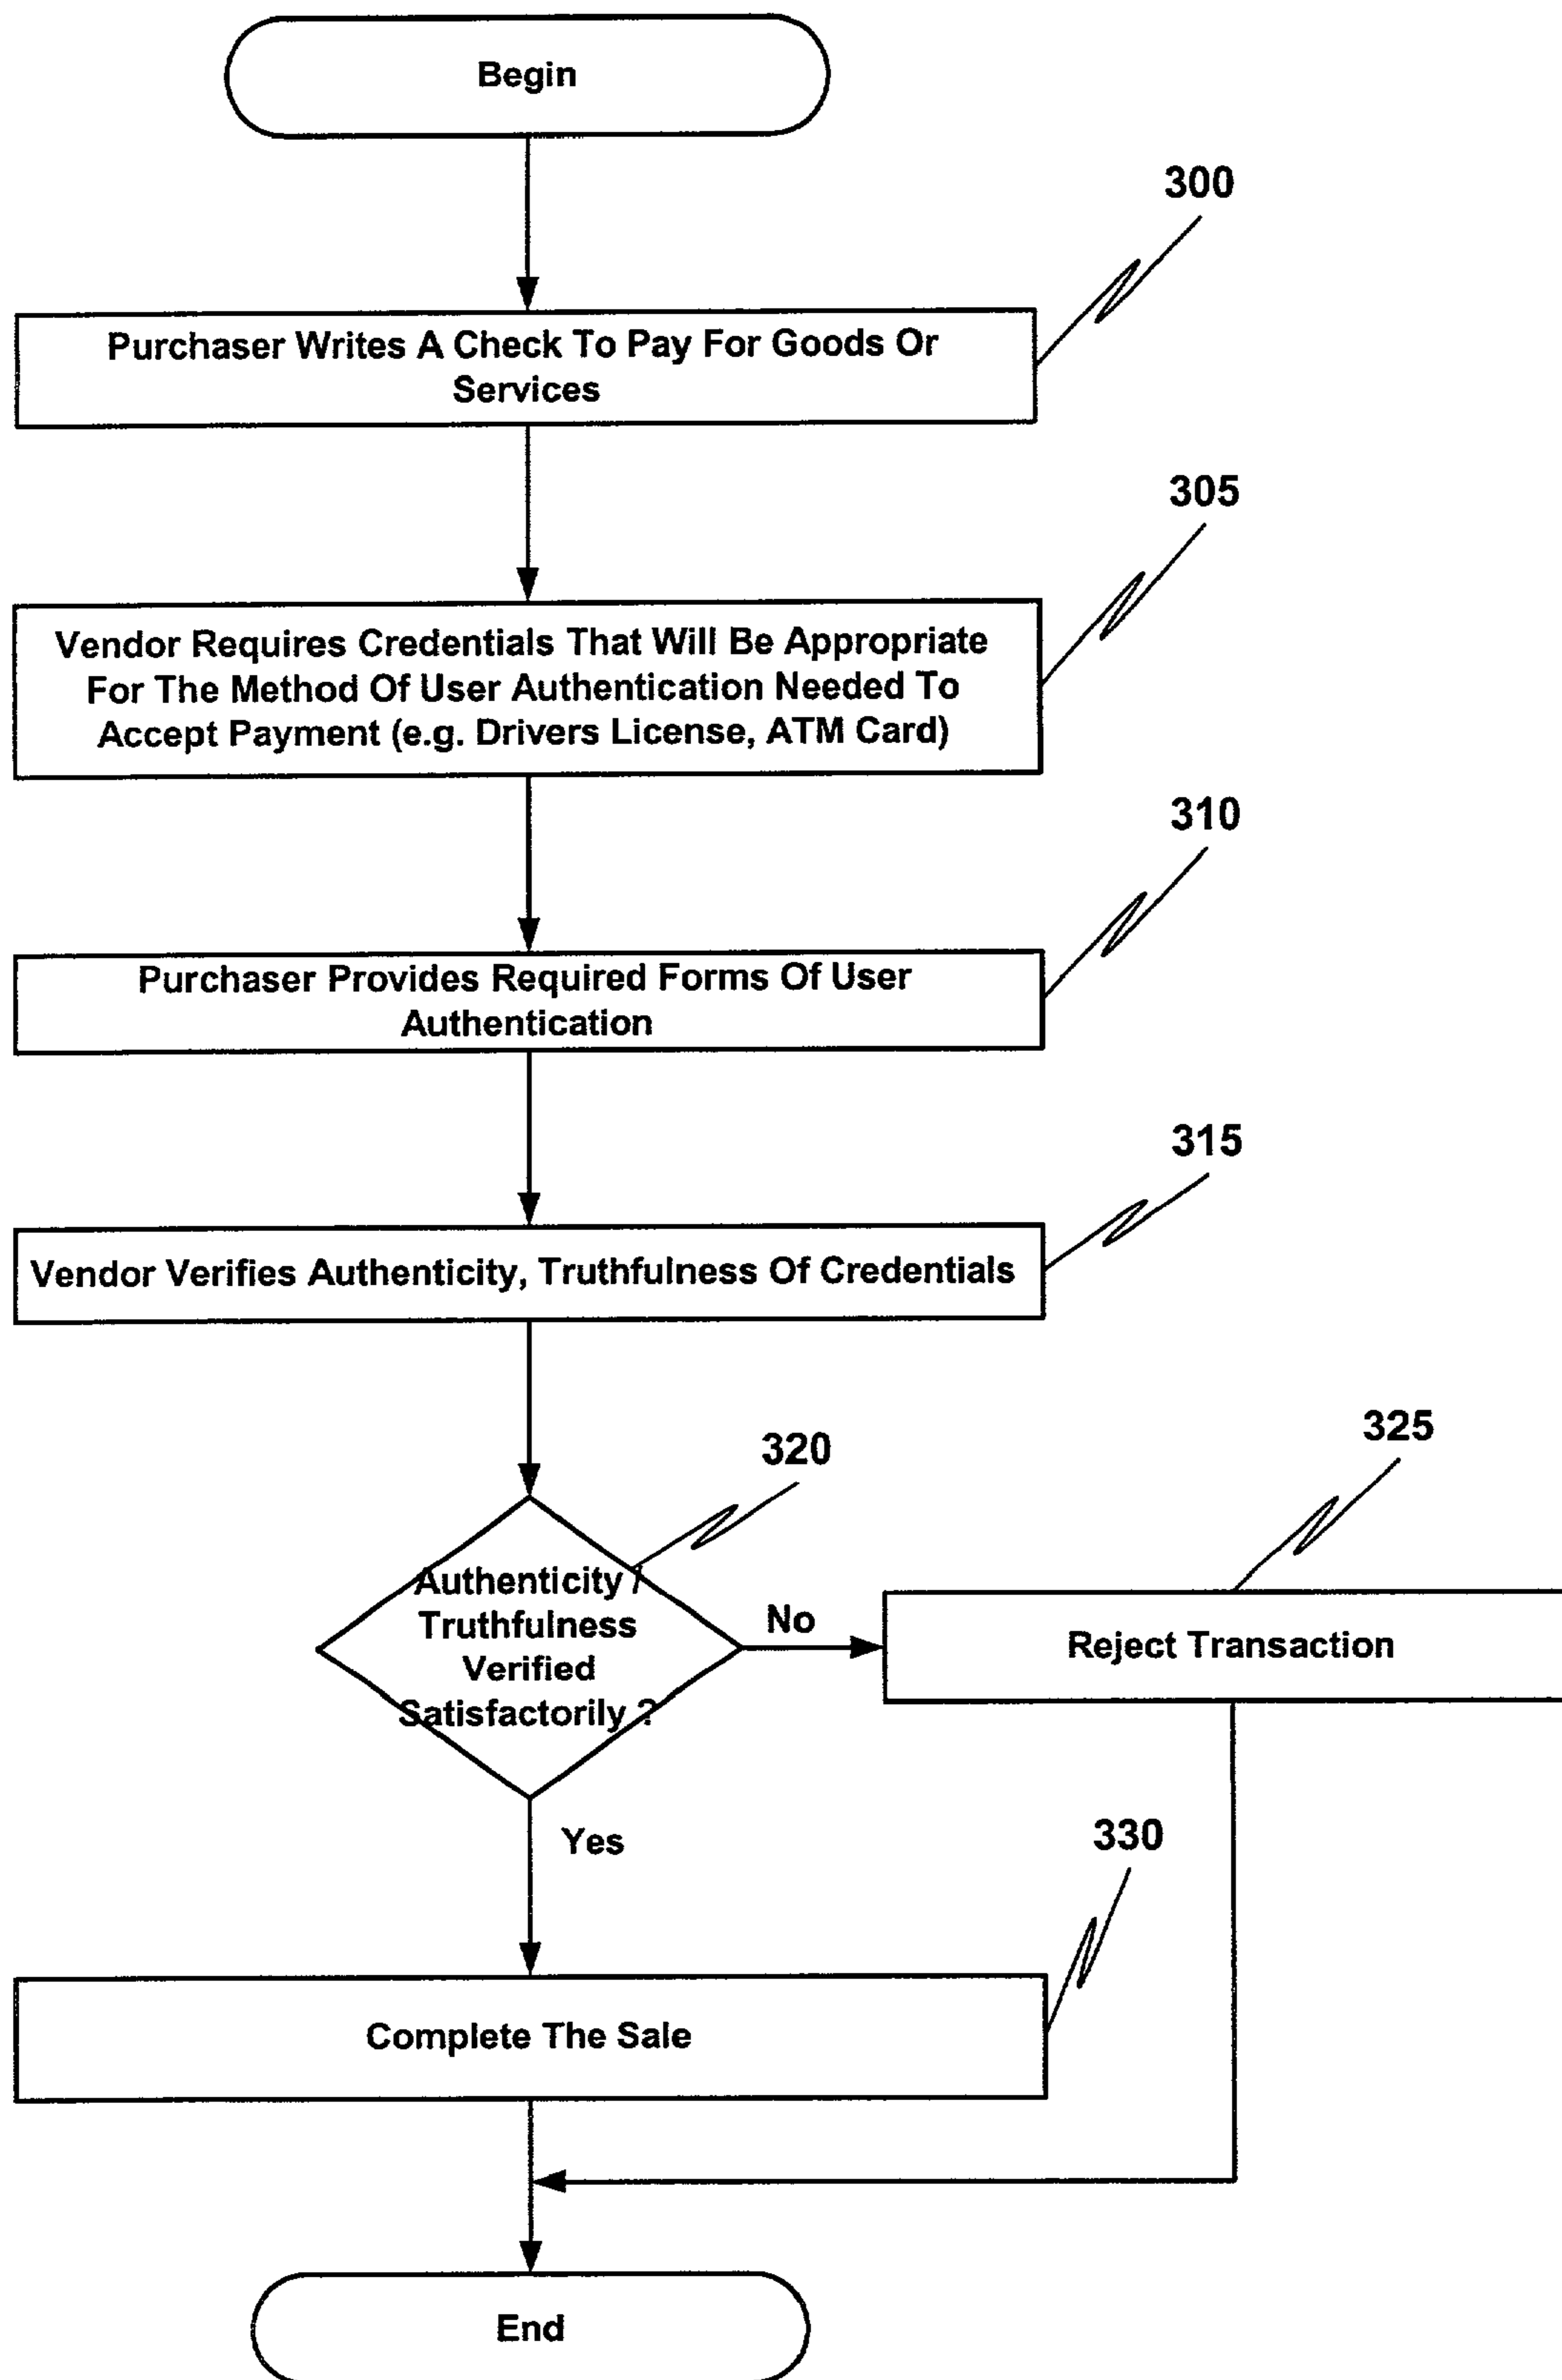 Begin
300
Purchaser Writes A Check To Pay For Goods Or
Services
305
Vendor Requires Credentials That Will Be Appropriate
For The Method Of User Authentication Needed To
Accept Payment (e.g. Drivers License, ATM Card)
310
Purchaser Provides Required Forms Of User
Authentication
315
Vendor Verifies Authenticity, Truthfulness Of Credentials
320
325
Authenticity /
Truthfulness
Verified
Satisfactorily ?
No
Reject Transaction
Yes
330
Complete The Sale
End